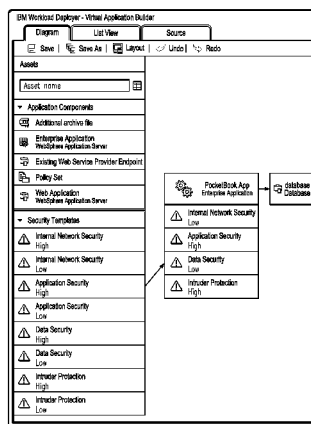 IBM Workload Deployer - Virtual Application Builder
Diagram
List View
Source
Save
Save As
Layout
Undo
Redo
Assets
Asset name
Application Components
Additional archive file
Enterprise Application
WebSphere Application Server
Existing Web Service Provider Endpoint
Policy Set
Web Application
WebSphere Application Server
Security Templates
Internal Network Security
High
Internal Network Security
Low
Application Security
High
Application Security
Low
Data Security
High
Data Security
Low
Intruder Protection
High
Intruder Protection
Low
PocketBook App
Enterprise Application
Internal Network Security
Low
Application Security
High
Data Security
Low
Intruder Protection
High
database
Database